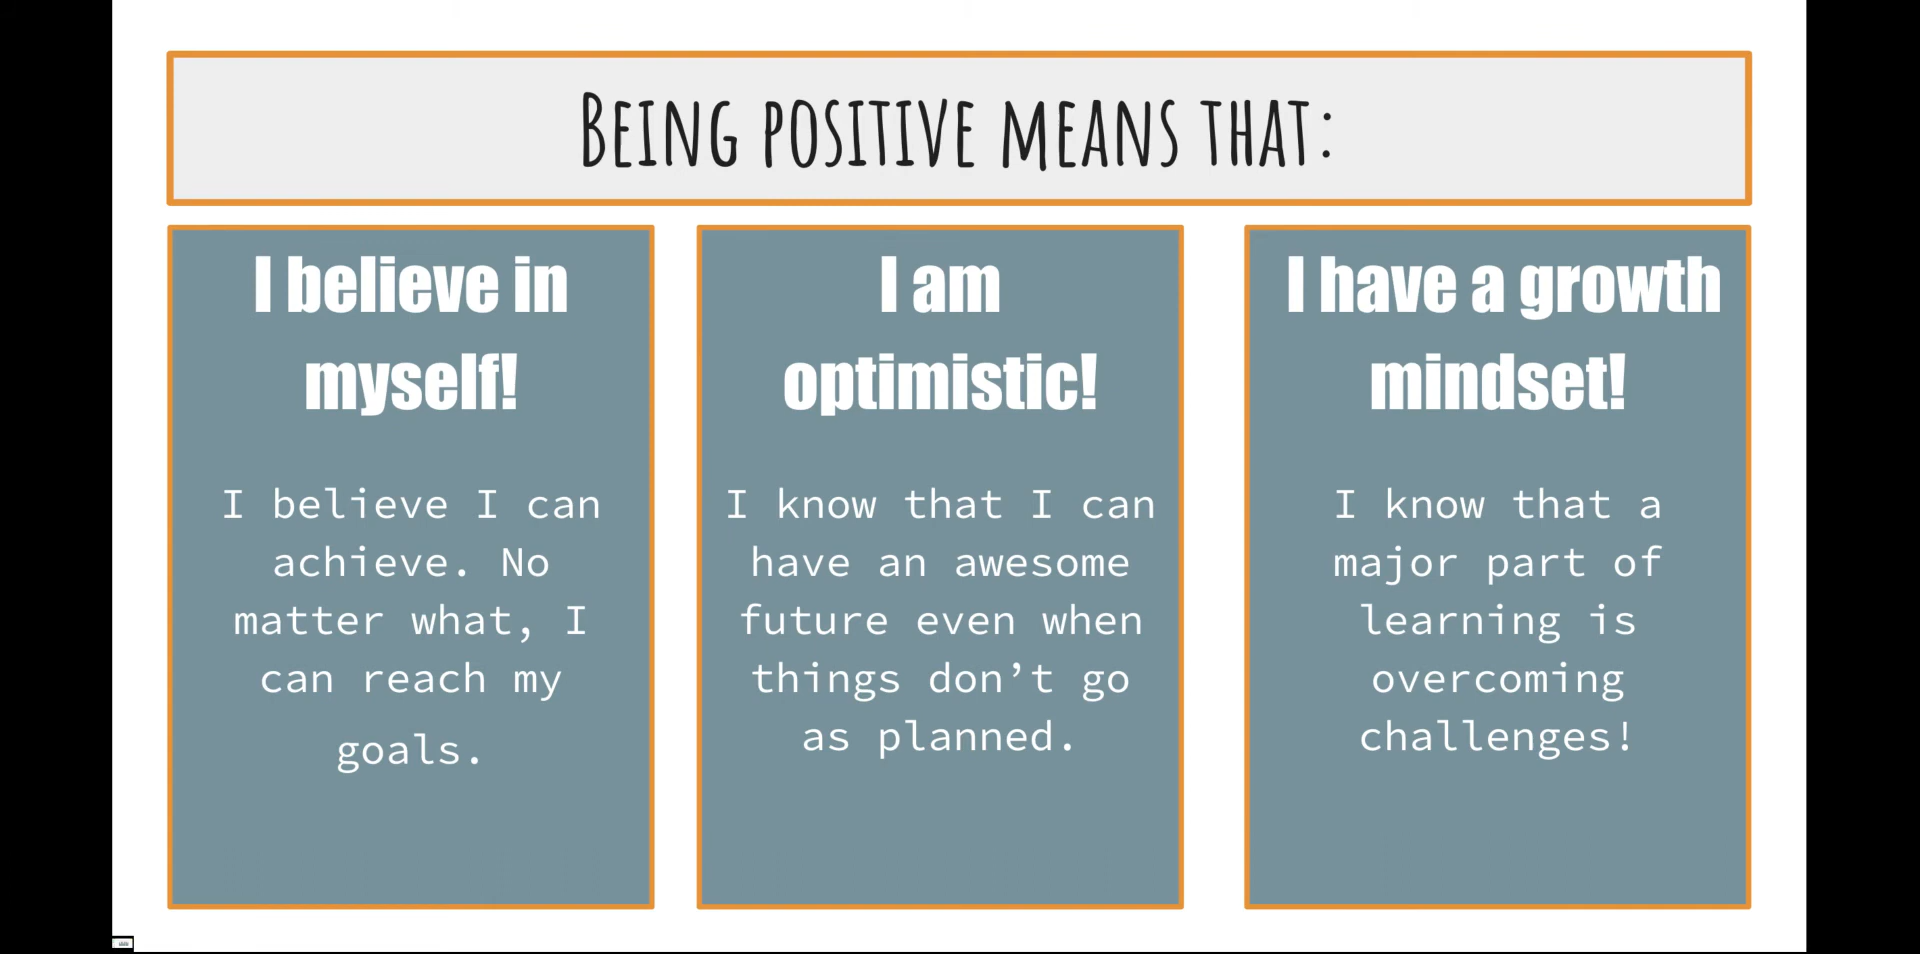 Being positive means that:
I believe in
myself!
I believe I can
achieve. No
matter what, I
can reach my
goals.
I am
optimistic!
I know that I can
have an awesome
future even when
things don’t go
as planned.
I have a growth
mindset!
I know that a
major part of
learning is
overcoming
challenges!